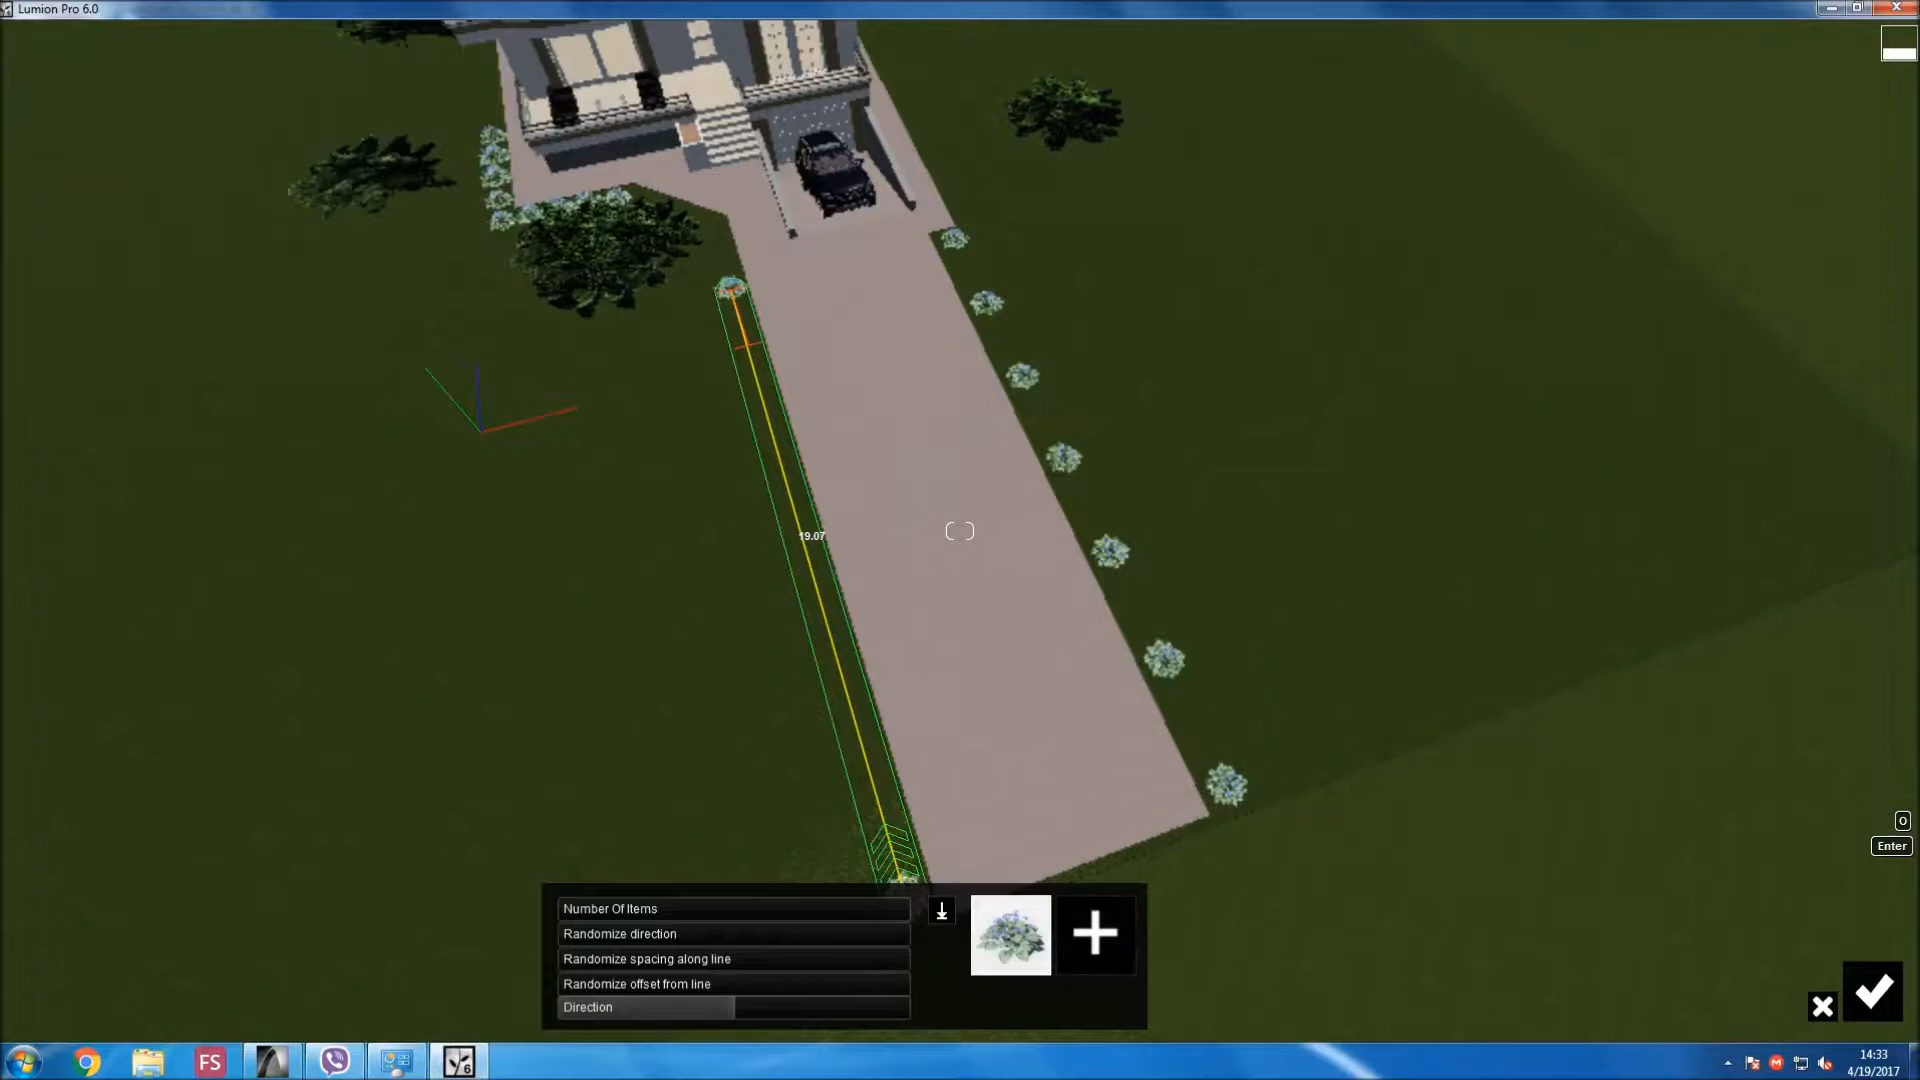 Lumion Pro 6.0
19.07
O
Enter
Number Of Items
Randomize direction
Randomize spacing along line
Randomize offset from line
Direction
FS
6
14:33
4/19/2017